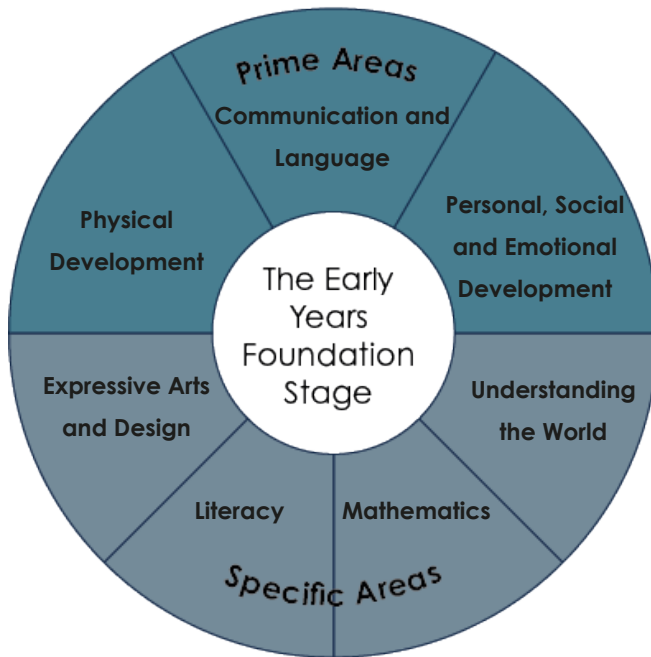 Prime Areas
Communication and
Language
Physical
Development
Personal, Social
and Emotional
Development
The Early
Years
Foundation
Stage
Expressive Arts
and Design
Understanding
the World
Literacy
Mathematics
Specific Areas